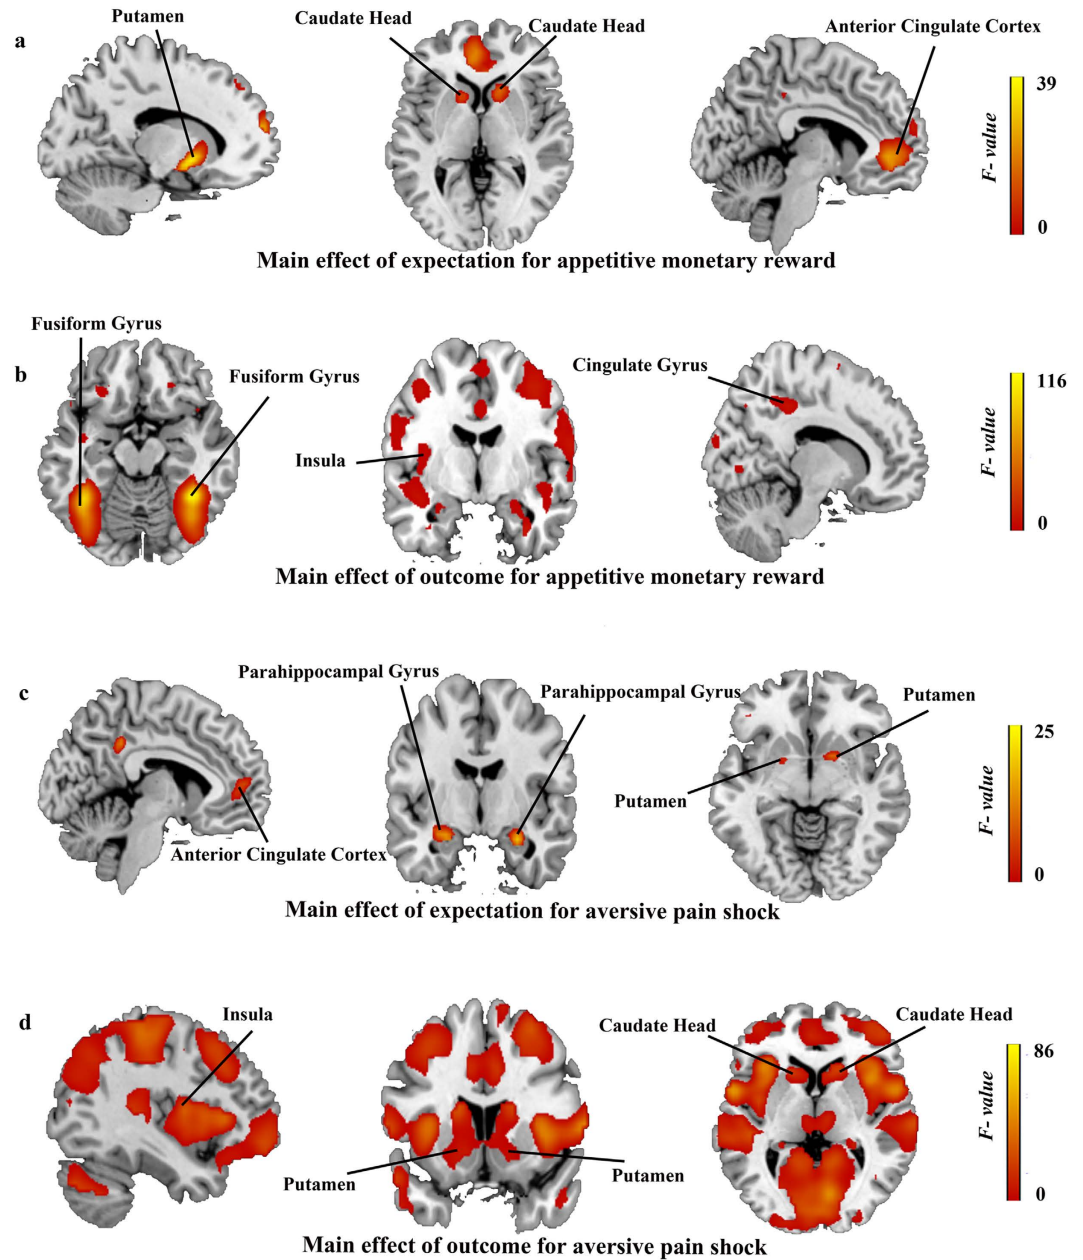 a
Putamen
Caudate Head
Caudate Head
Anterior Cingulate Cortex
39
F- value
0
Main effect of expectation for appetitive monetary reward
b
Fusiform Gyrus
Fusiform Gyrus
Insula
Cingulate Gyrus
116
F- value
0
Main effect of outcome for appetitive monetary reward
c
Parahippocampal Gyrus
Parahippocampal Gyrus
Putamen
Putamen
Anterior Cingulate Cortex
25
F- value
0
Main effect of expectation for aversive pain shock
d
Insula
Caudate Head
Caudate Head
Putamen
Putamen
86
F- value
0
Main effect of outcome for aversive pain shock